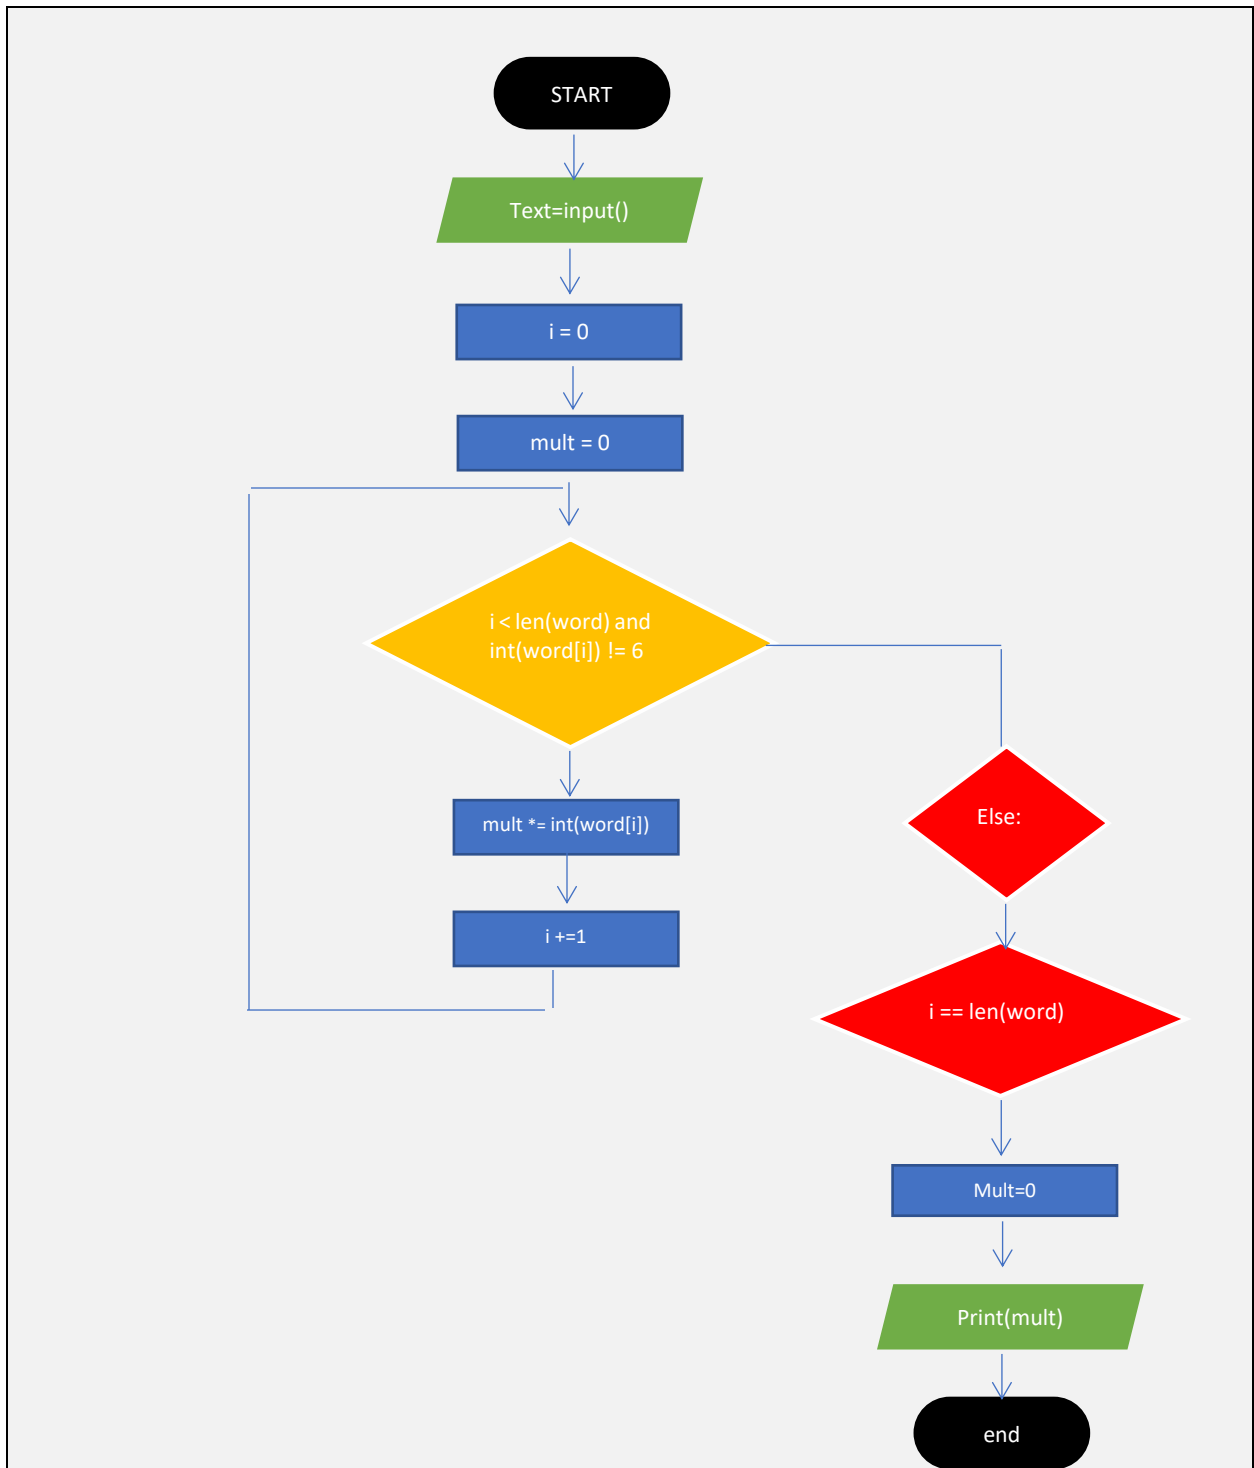 START
Text=input()
i = 0
mult = 0
i < len(word) and
int(word[i]) != 6
mult *= int(word[i])
i +=1
Else:
i == len(word)
Mult=0
Print(mult)
end